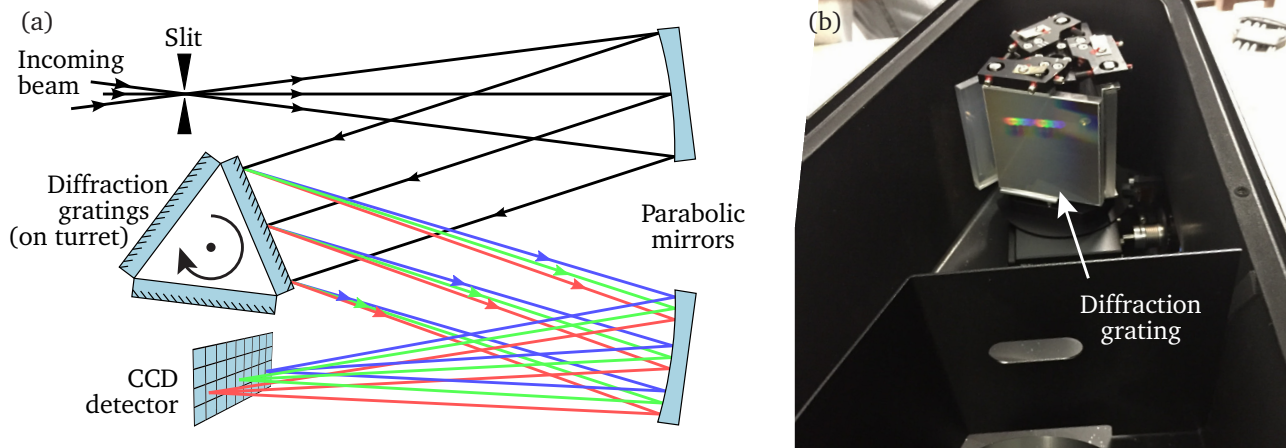 (a)
Slit
Incoming
beam
Diffraction
gratings
(on turret)
Parabolic
mirrors
CCD
detector
(b)
Diffraction
grating